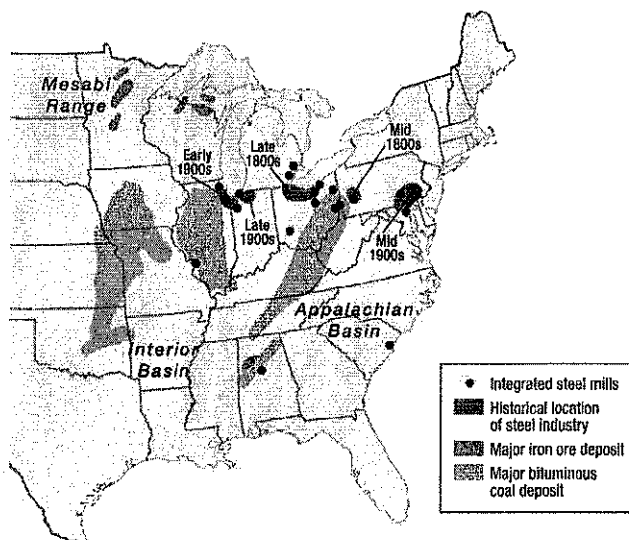 Mesabi
Range
Early
1900s
Late
1800s
Mid
1800s
Late
1900s
Mid
1900s
Appalachian
Basin
Interior
Basin
Integrated steel mills
Historical location
of steel industry
Major iron ore deposit
Major bituminous
coal deposit